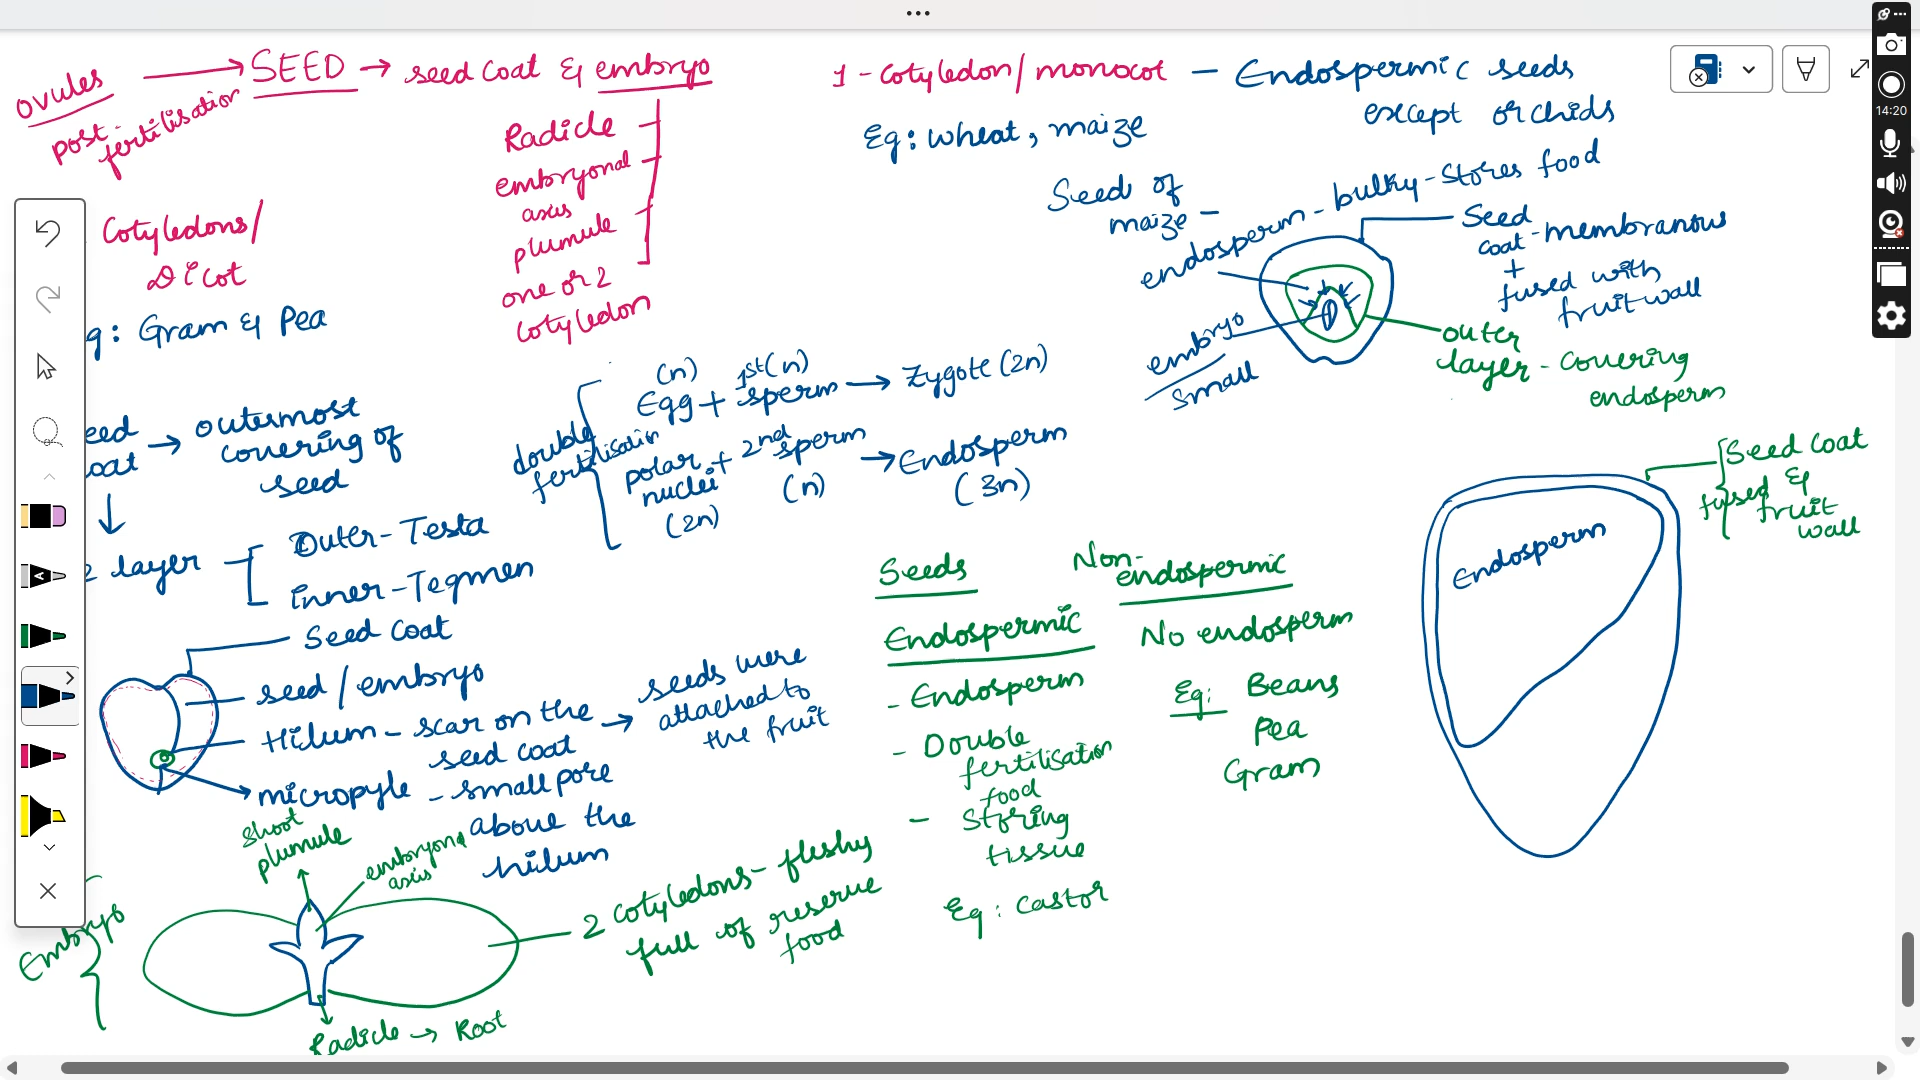 ovules → SEED → seed coat & embryo
post-
fertilisation
Radicle
embryonal
axis
plumule
one or 2
cotyledon
Cotyledons/
Dicot
g: Gram & Pea
eed
oat → outermost
covering of
seed
2 layer
Outer-Testa
inner-Tegmen
Seed coat
seed/embryo
Hilum - scar on the → seeds were
seed coat
attached to
the fruit
micropyle - small pore
above the
hilum
double
fertilisation
(n) 1st (n)
Egg + sperm → Zygote (2n)
polar + 2nd sperm → Endosperm
nuclei (n) (3n)
(2n)
shoot
plumule
embryona
axis
Embryo
Radicle → Root
2 cotyledons - fleshy
full of reserve
food
1 - cotyledon/monocot - Endospermic seeds
except orchids
Eg: wheat, maize
Seed of
maize -
endosperm - bulky - stores food
Seed
coat - membranous
+
fused with
fruit wall
embryo
small
outer
layer - covering
endosperm
Seeds
Endospermic
- Endosperm
- Double
fertilisation
food
- Storing
tissue
Eg: castor
Non-
endospermic
No endosperm
Eg: Beans
Pea
Gram
Endosperm
Seed coat
fused &
fruit
wall
14:20